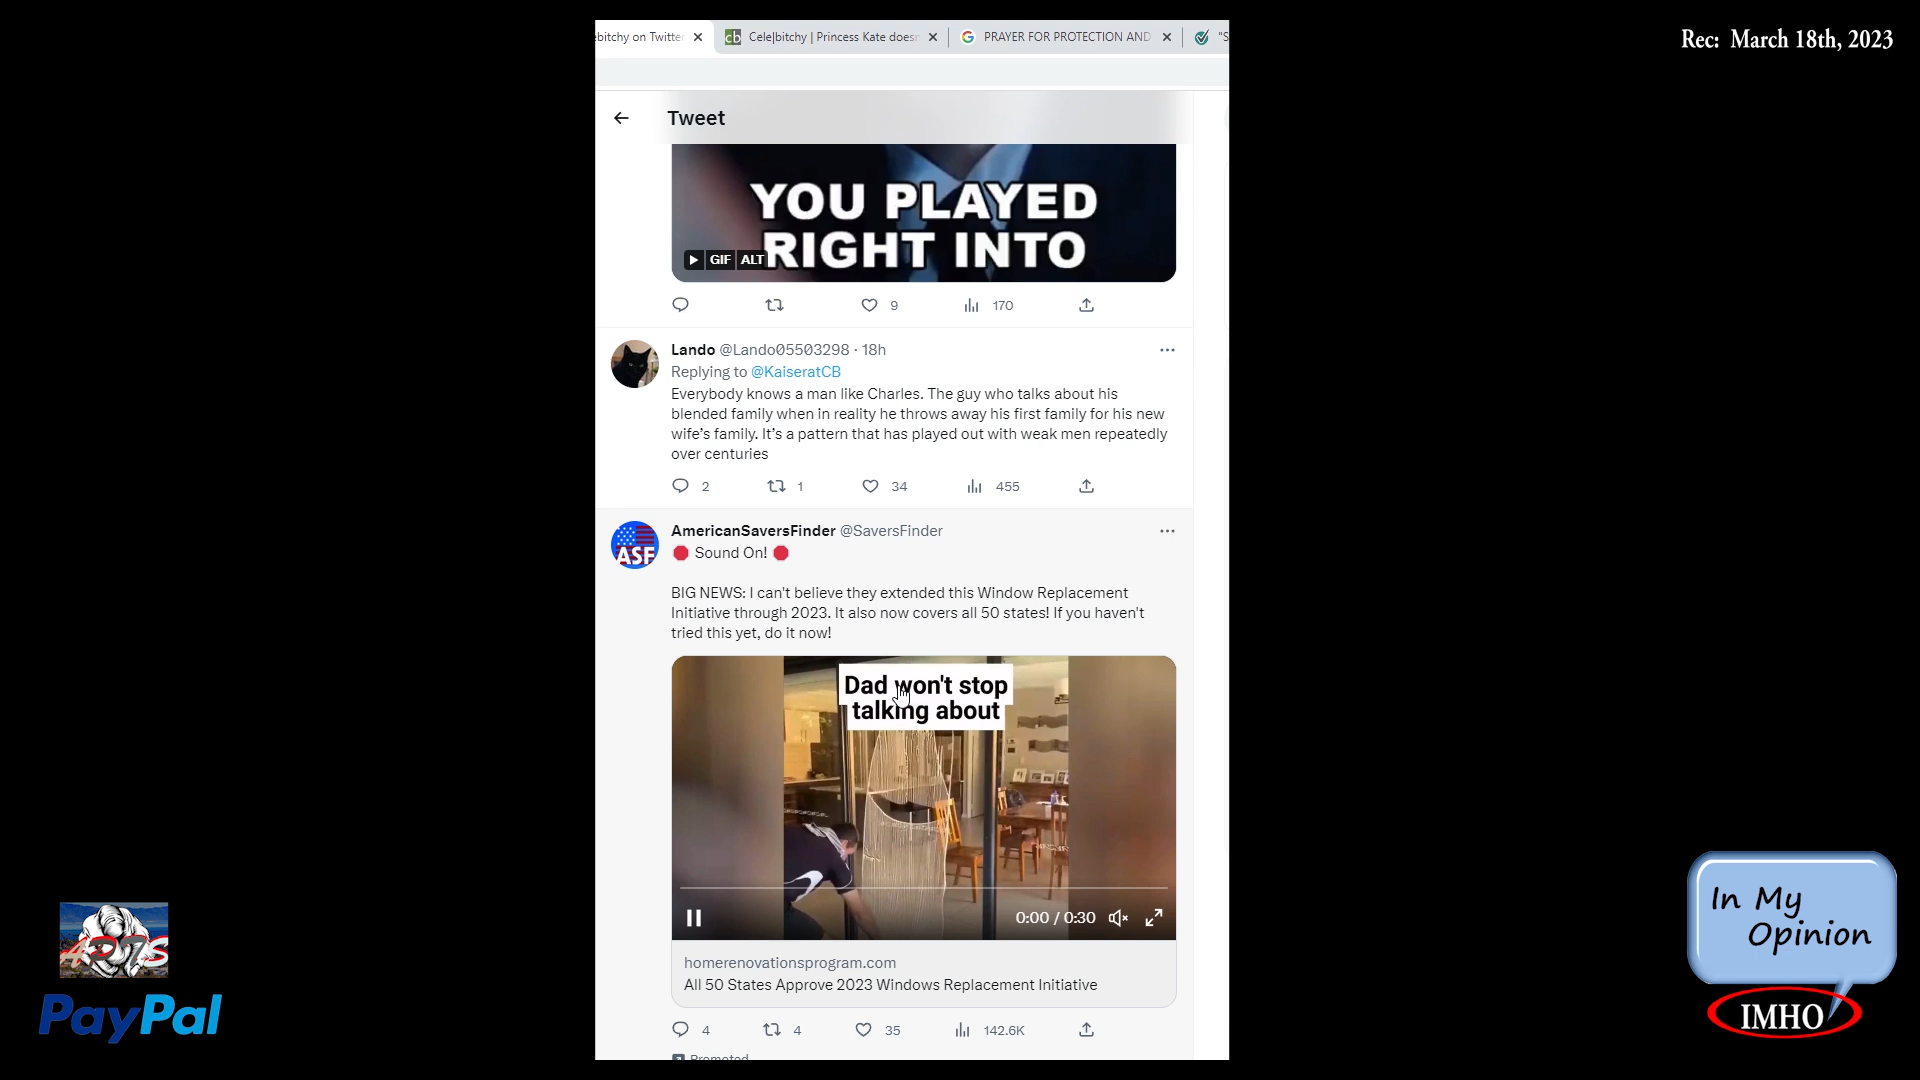 ebitchy on Twitter
Cele|bitchy | Princess Kate doesn
PRAYER FOR PROTECTION AND
"S
Rec: March 18th, 2023
Tweet
YOU PLAYED
RIGHT INTO
GIF ALT
9 170
Lando @Lando05503298 · 18h
Replying to @KaiseratCB
Everybody knows a man like Charles. The guy who talks about his
blended family when in reality he throws away his first family for his new
wife's family. It's a pattern that has played out with weak men repeatedly
over centuries
2 1 34 455
AmericanSaversFinder @SaversFinder
ASF
Sound On!
BIG NEWS: I can't believe they extended this Window Replacement
Initiative through 2023. It also now covers all 50 states! If you haven't
tried this yet, do it now!
Dad won't stop
talking about
0:00 / 0:30
homerenovationsprogram.com
All 50 States Approve 2023 Windows Replacement Initiative
4 4 35 142.6K
Promoted
PayPal
In My
Opinion
IMHO